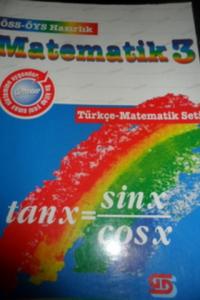 ÖSS-ÖYS Hazırlık
Matematik 3
Türkçe-Matematik Seti
tanx=sinx
cosx